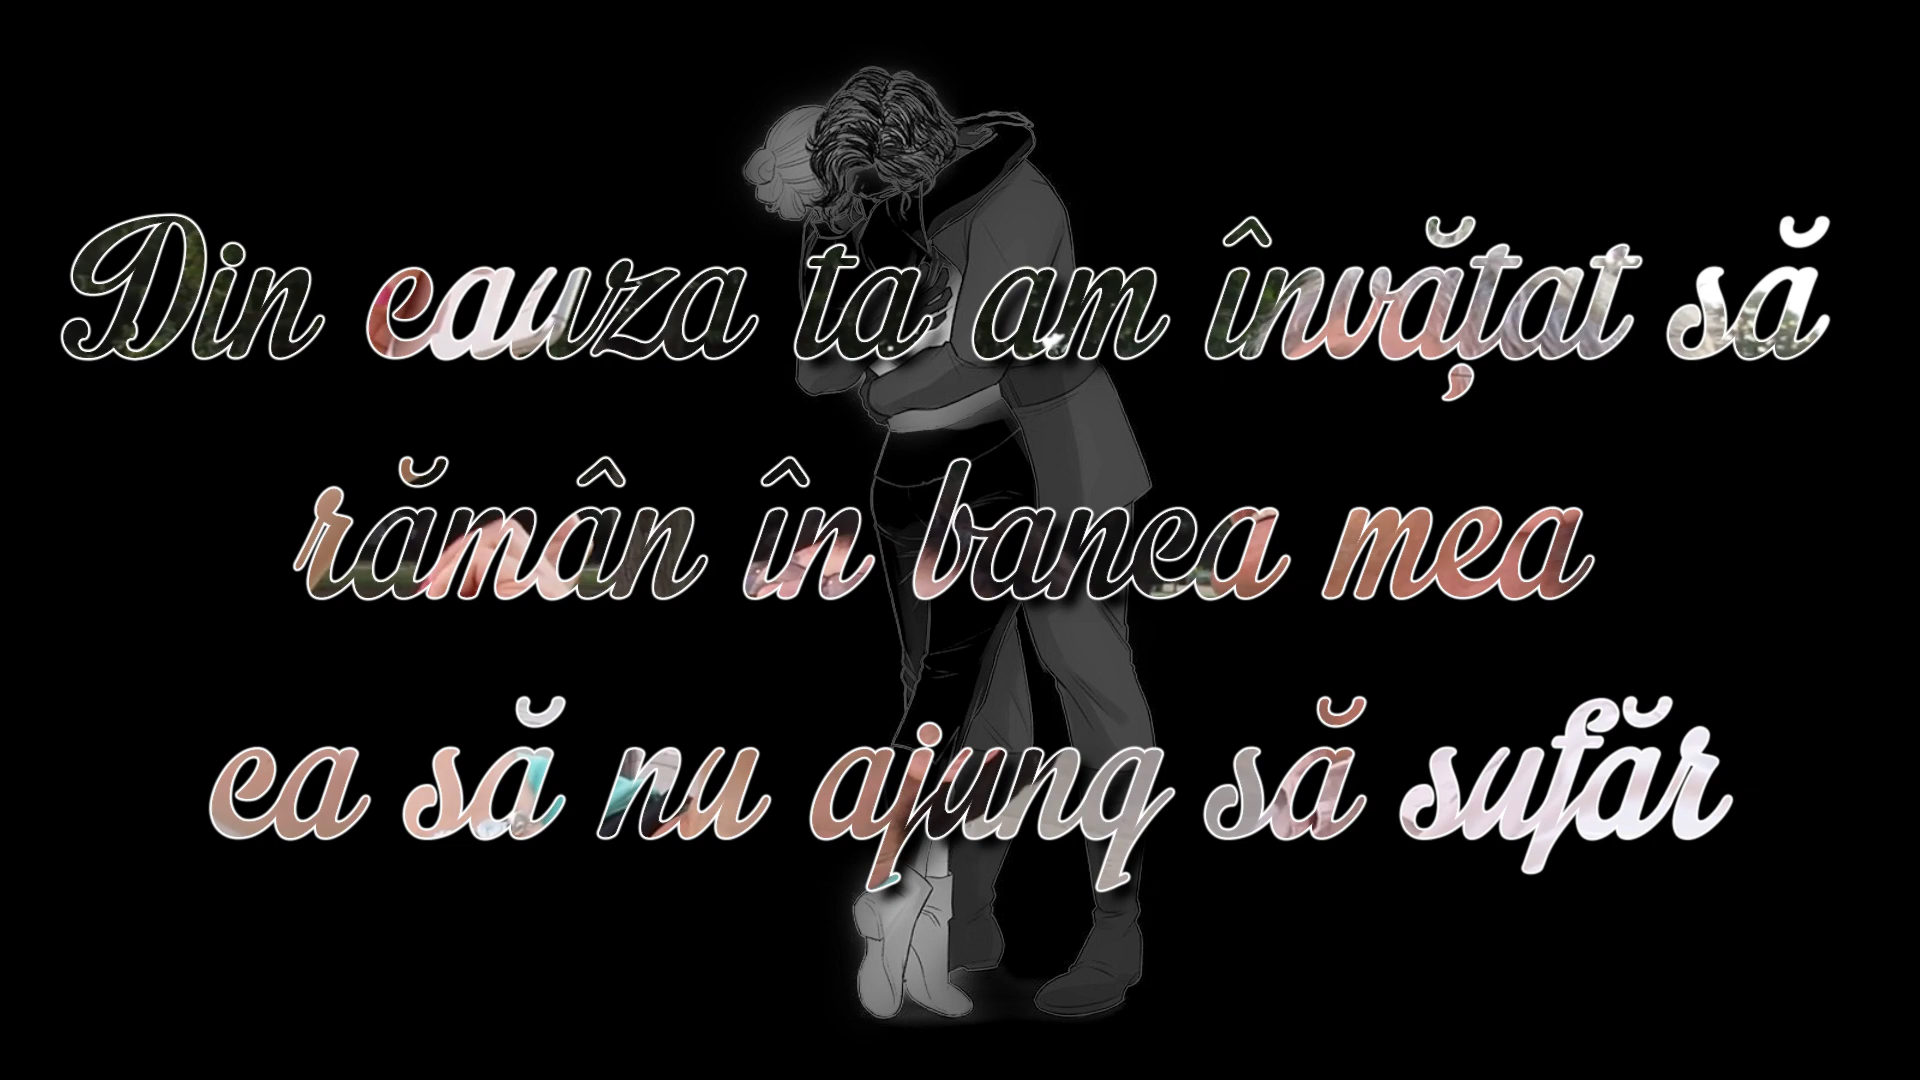 Din cauza ta am învățat să
rămân în banca mea
ca să nu ajung să sufăr